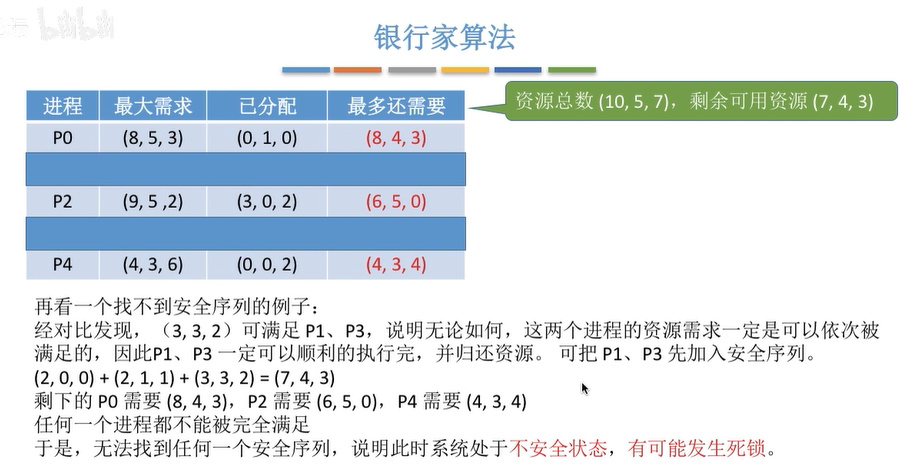 bilibili
银行家算法
进程 最大需求 已分配 最多还需要
资源总数 (10, 5, 7)，剩余可用资源 (7, 4, 3)
P0 (8, 5, 3) (0, 1, 0) (8, 4, 3)
P2 (9, 5 ,2) (3, 0, 2) (6, 5, 0)
P4 (4, 3, 6) (0, 0, 2) (4, 3, 4)
再看一个找不到安全序列的例子：
经对比发现，（3, 3, 2）可满足 P1、P3，说明无论如何，这两个进程的资源需求一定是可以依次被
满足的，因此P1、P3 一定可以顺利的执行完，并归还资源。 可把 P1、P3 先加入安全序列。
(2, 0, 0) + (2, 1, 1) + (3, 3, 2) = (7, 4, 3)
剩下的 P0 需要 (8, 4, 3)，P2 需要 (6, 5, 0)，P4 需要 (4, 3, 4)
任何一个进程都不能被完全满足
于是，无法找到任何一个安全序列，说明此时系统处于不安全状态，有可能发生死锁。